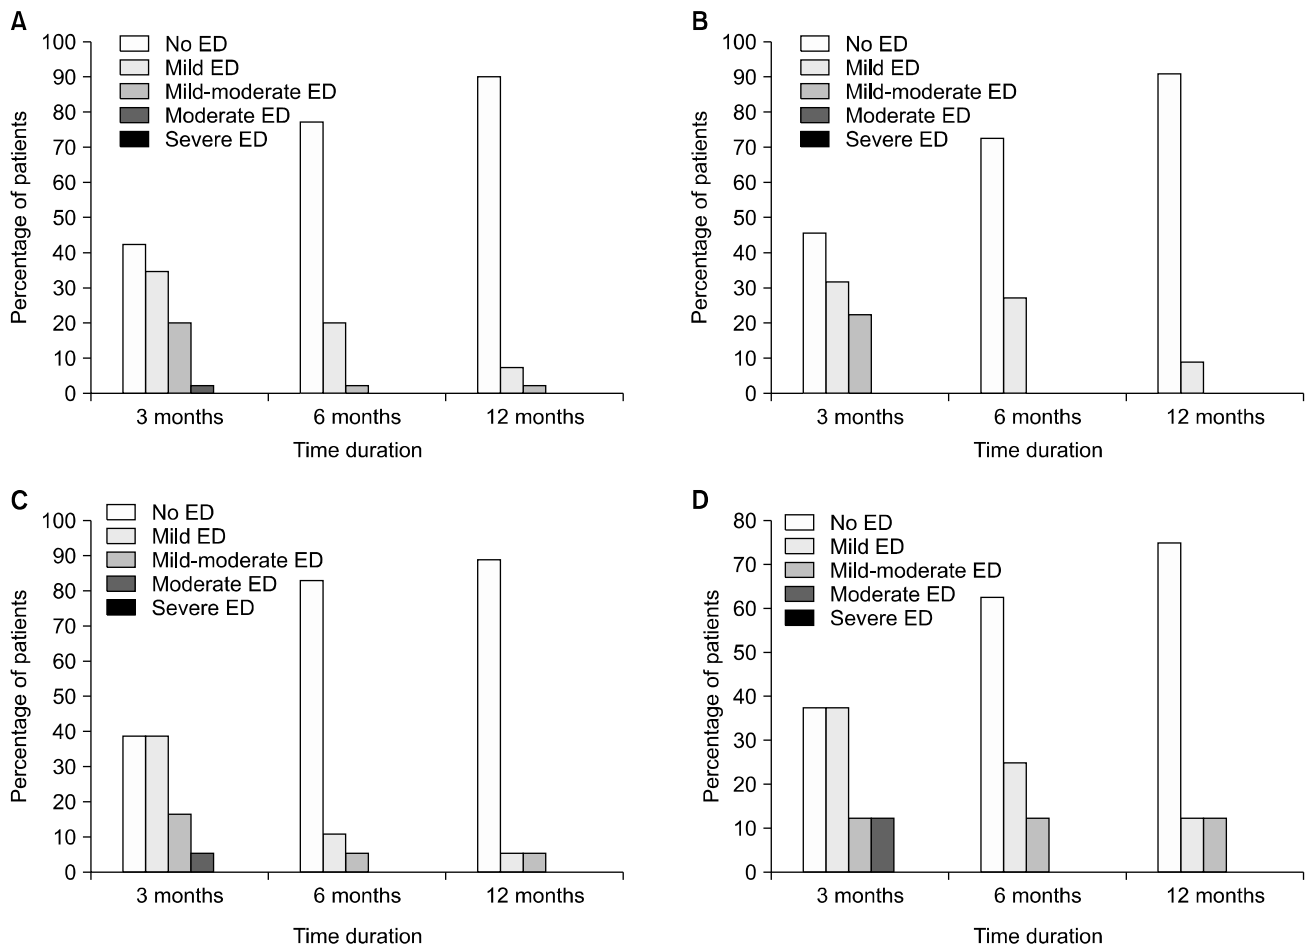 A
Percentage of patients
100
90
80
70
60
50
40
30
20
10
0
No ED
Mild ED
Mild-moderate ED
Moderate ED
Severe ED
3 months
6 months
12 months
Time duration
B
Percentage of patients
100
90
80
70
60
50
40
30
20
10
0
No ED
Mild ED
Mild-moderate ED
Moderate ED
Severe ED
3 months
6 months
12 months
Time duration
C
Percentage of patients
100
90
80
70
60
50
40
30
20
10
0
No ED
Mild ED
Mild-moderate ED
Moderate ED
Severe ED
3 months
6 months
12 months
Time duration
D
Percentage of patients
80
70
60
50
40
30
20
10
0
No ED
Mild ED
Mild-moderate ED
Moderate ED
Severe ED
3 months
6 months
12 months
Time duration